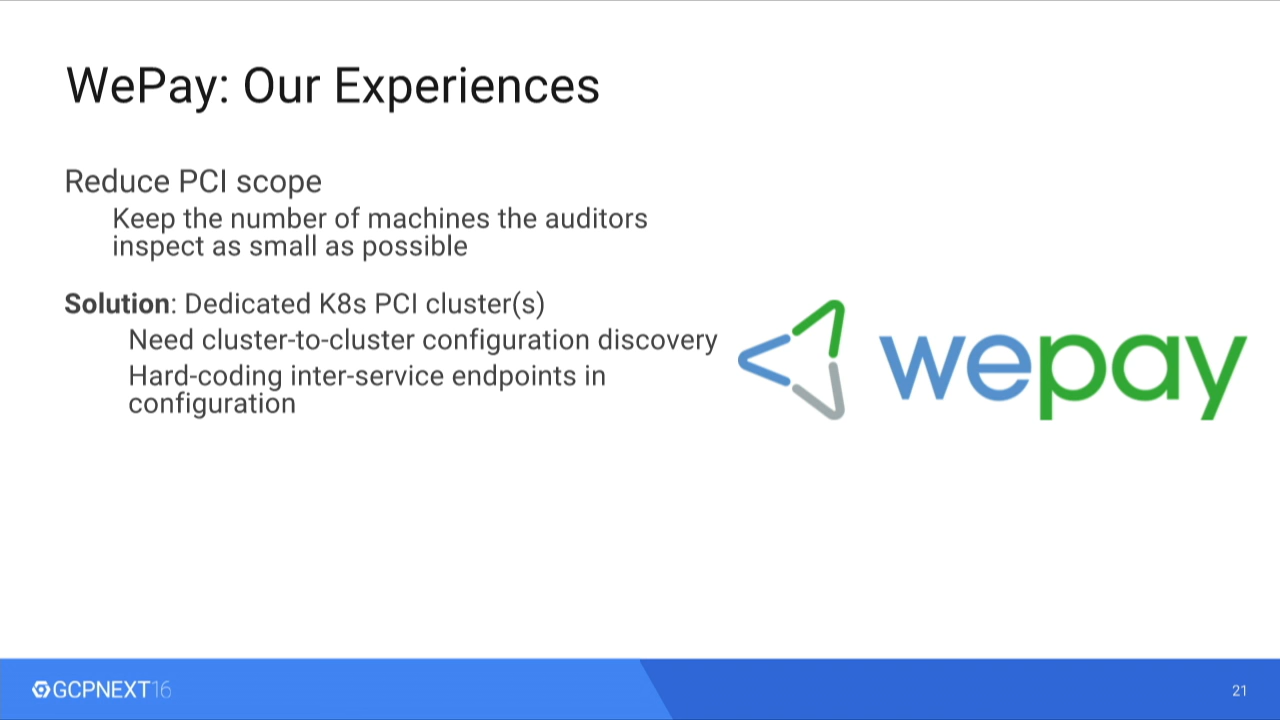 WePay: Our Experiences
Reduce PCI scope
Keep the number of machines the auditors
inspect as small as possible
Solution: Dedicated K8s PCI cluster(s)
Need cluster-to-cluster configuration discovery
Hard-coding inter-service endpoints in
configuration
wepay
GCPNEXT16
21